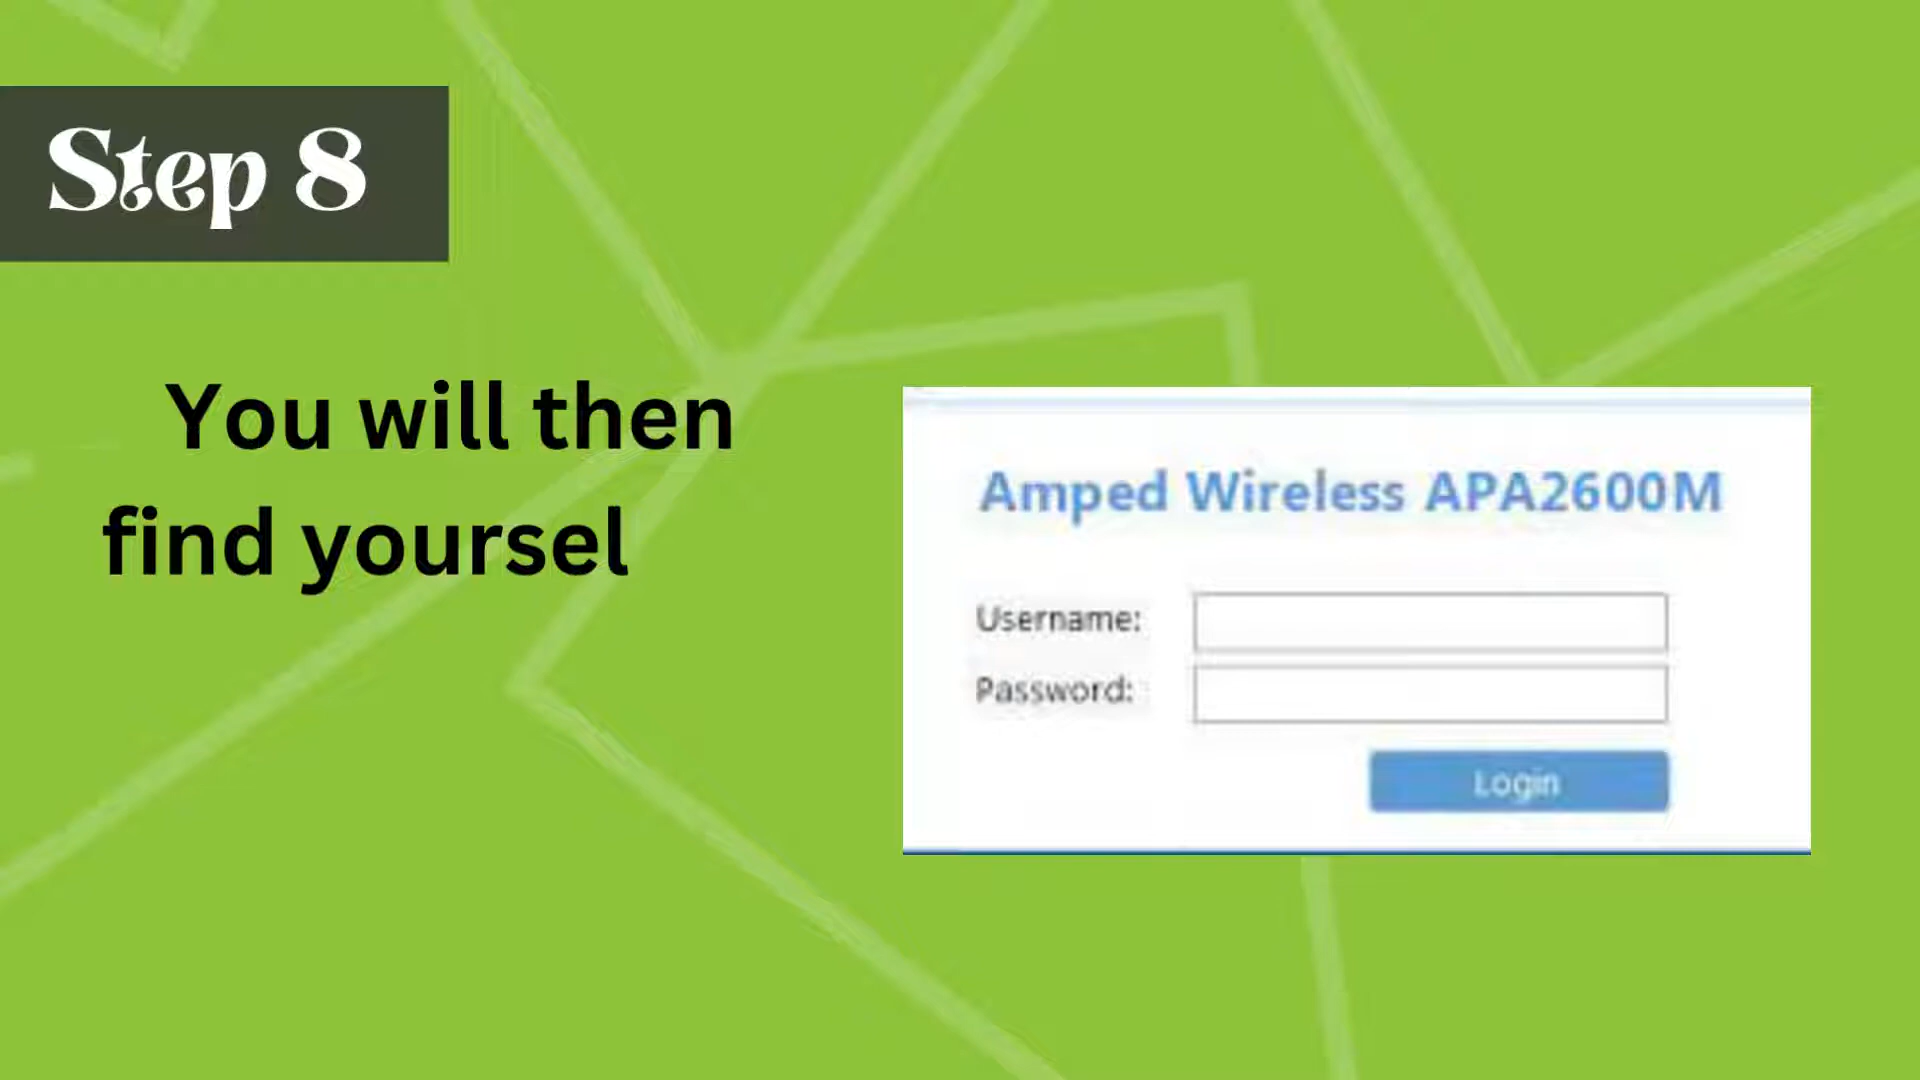 Step 8
You will then
find yoursel
Amped Wireless APA2600M
Username:
Password:
Login